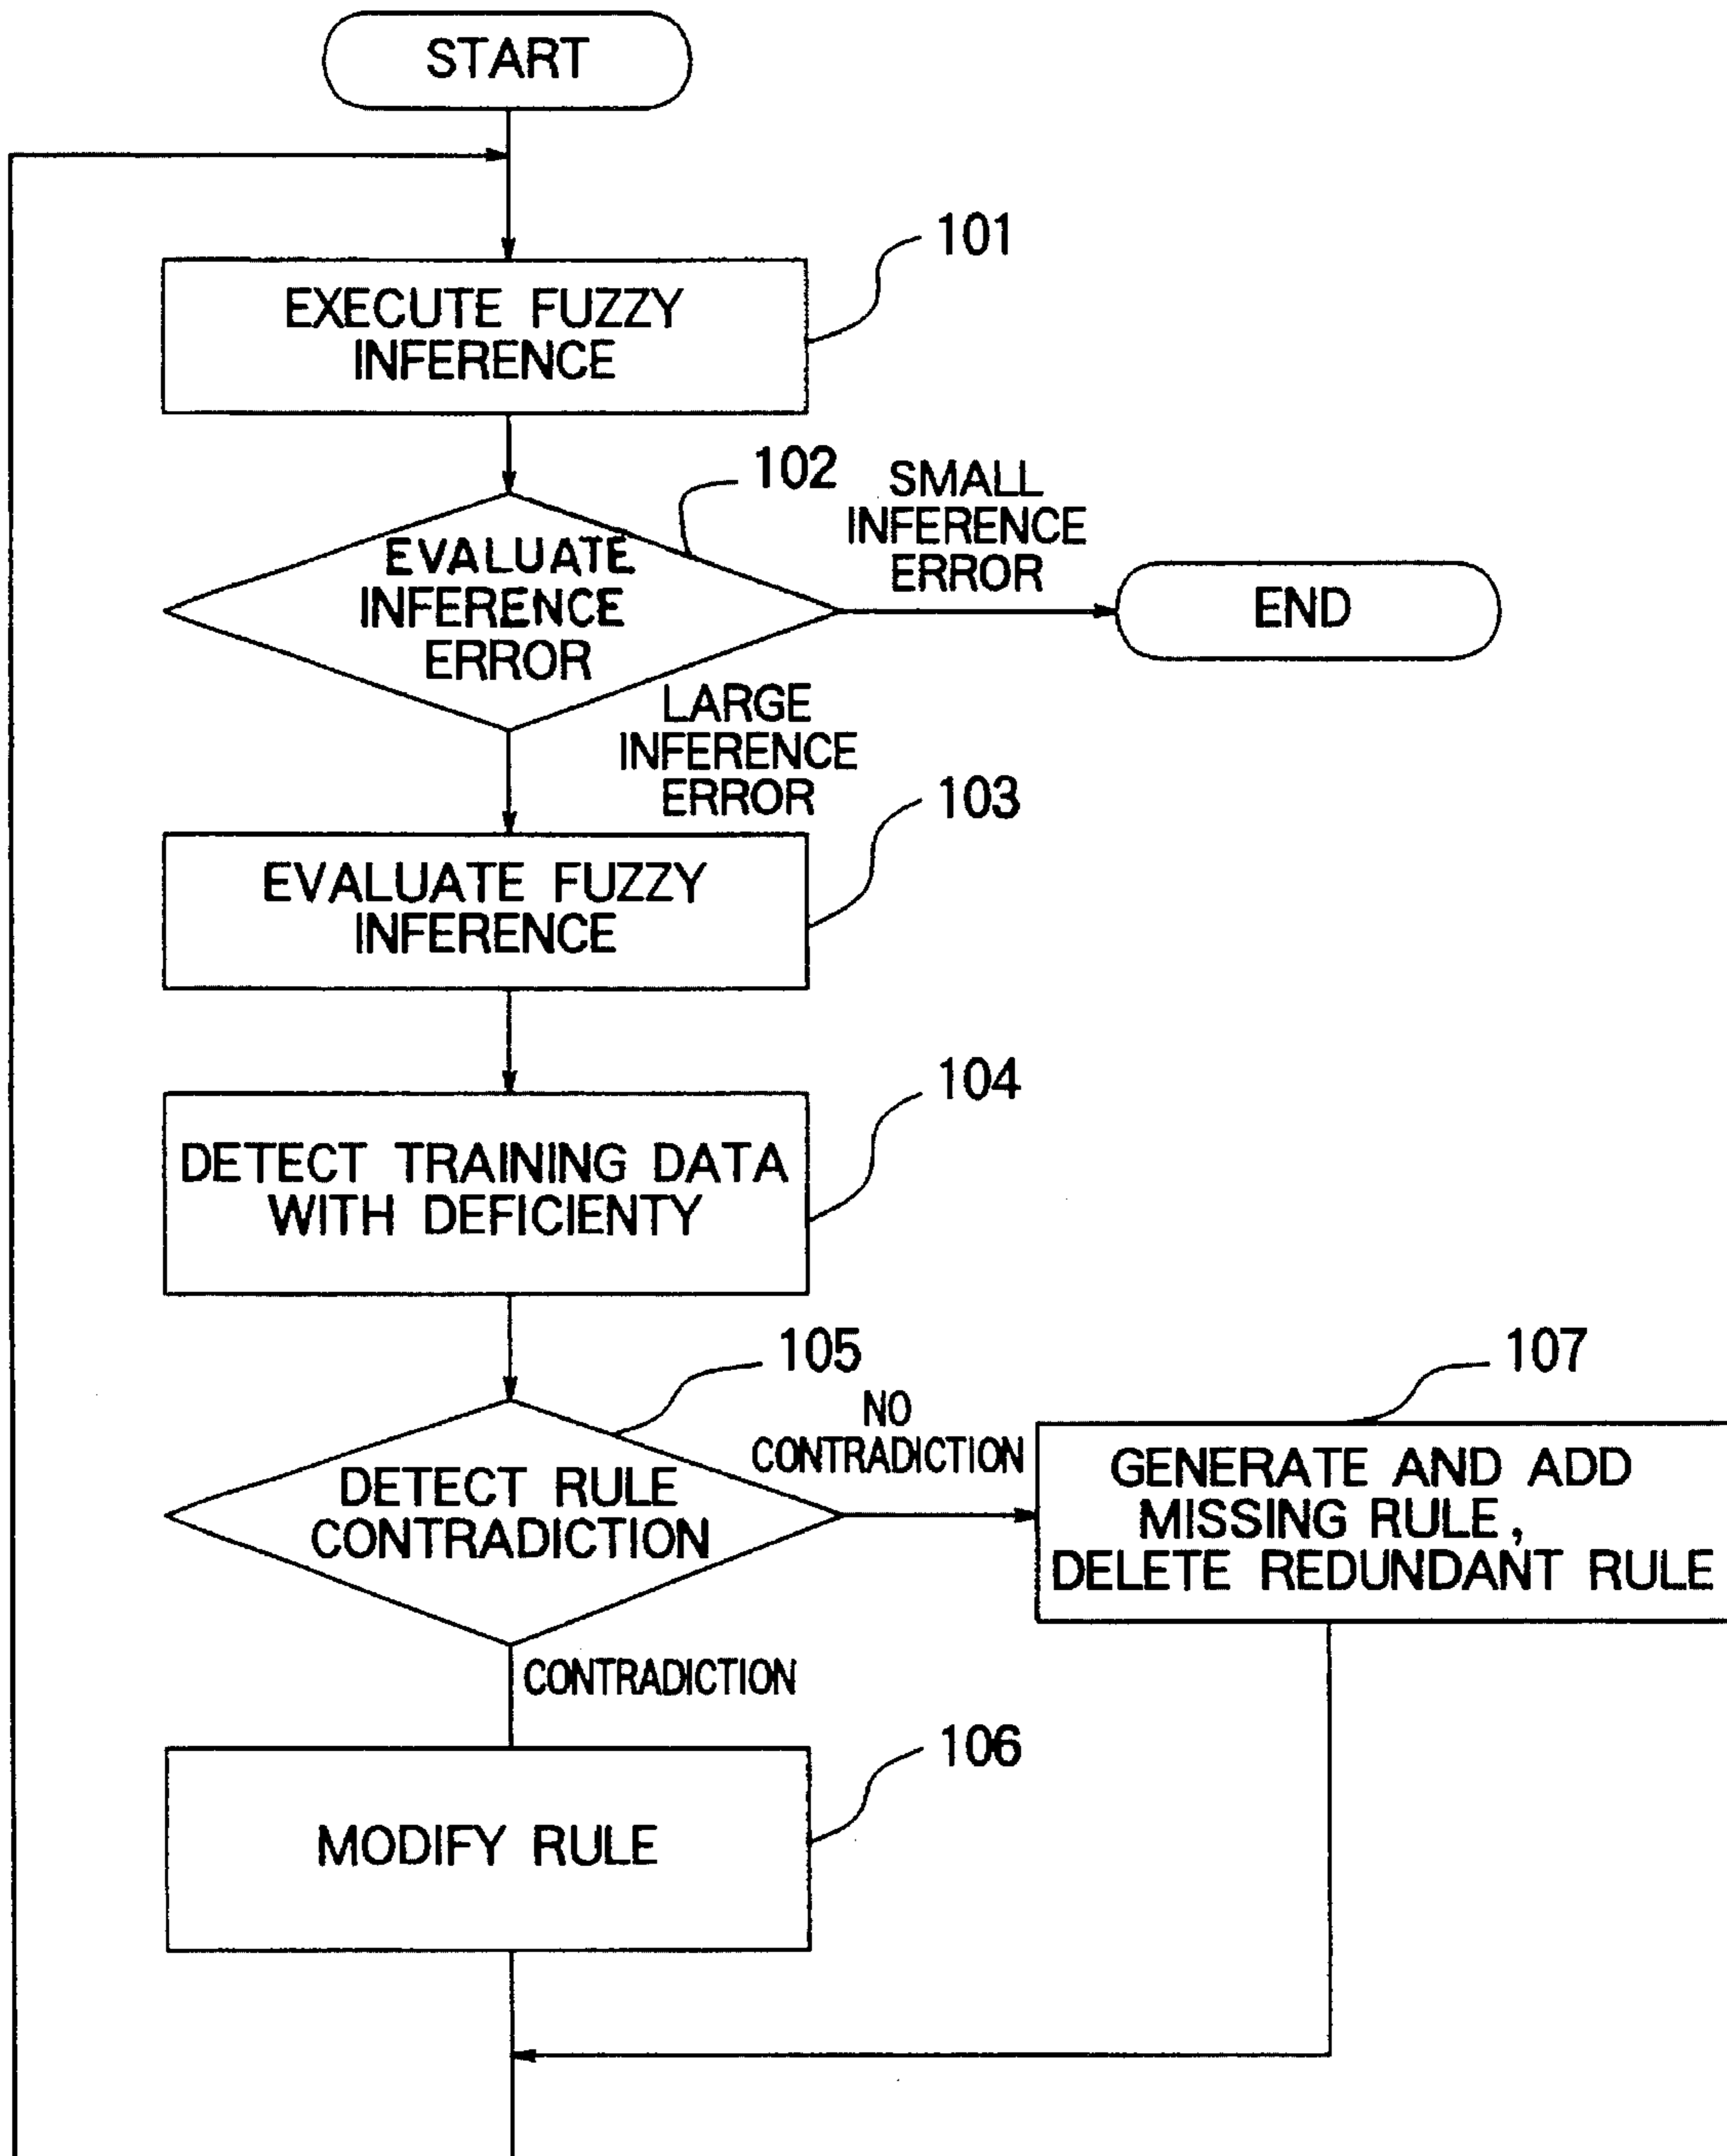 START
101
EXECUTE FUZZY
INFERENCE
102
SMALL
INFERENCE
ERROR
EVALUATE
INFERENCE
ERROR
END
LARGE
INFERENCE
ERROR
103
EVALUATE FUZZY
INFERENCE
104
DETECT TRAINING DATA
WITH DEFICIENTY
105
NO
CONTRADICTION
107
DETECT RULE
CONTRADICTION
GENERATE AND ADD
MISSING RULE,
DELETE REDUNDANT RULE
CONTRADICTION
106
MODIFY RULE